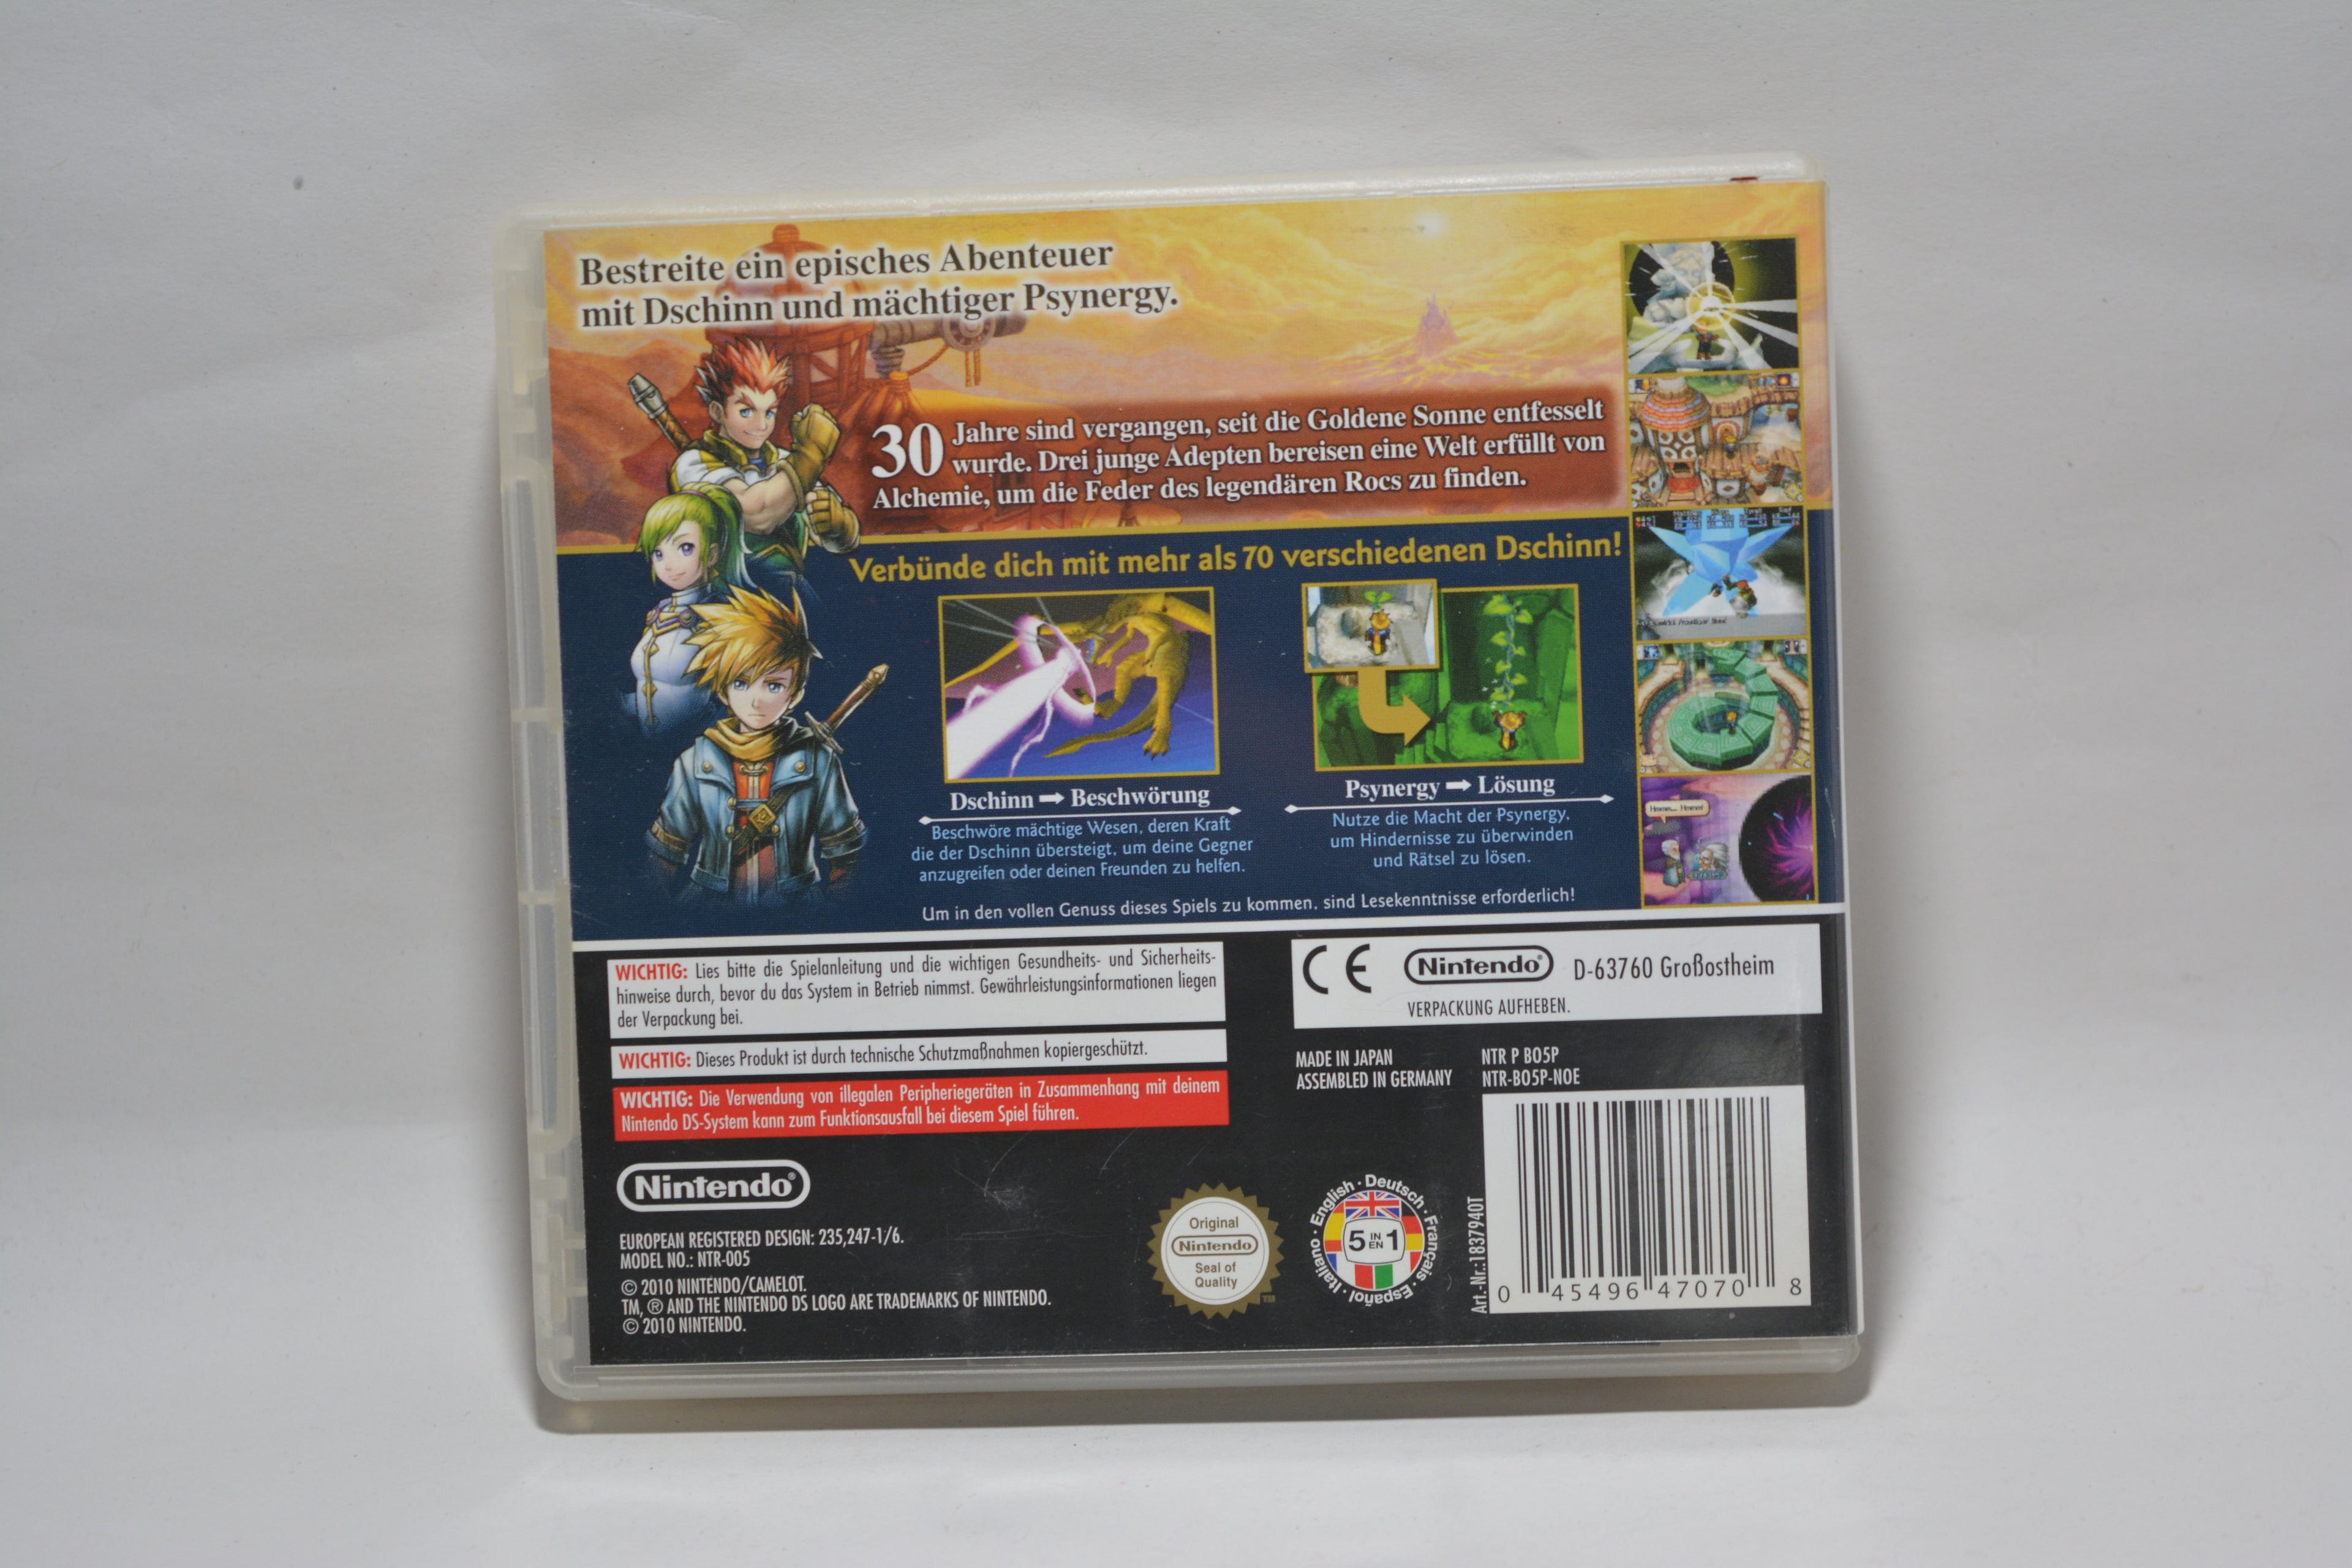 Bestreite ein episches Abenteuer
mit Dschinn und mächtiger Psynergy.
30 Jahre sind vergangen, seit die Goldene Sonne entfesselt
wurde. Drei junge Adepten bereisen eine Welt erfüllt von
Alchemie, um die Feder des legendären Rocs zu finden.
Verbünde dich mit mehr als 70 verschiedenen Dschinn!
Dschinn ➡ Beschwörung
Beschwöre mächtige Wesen, deren Kraft
die der Dschinn übersteigt, um deine Gegner
anzugreifen oder deinen Freunden zu helfen.
Psynergy ➡ Lösung
Nutze die Macht der Psynergy,
um Hindernisse zu überwinden
und Rätsel zu lösen.
Hmmm... Hmmm!
Um in den vollen Genuss dieses Spiels zu kommen, sind Lesekenntnisse erforderlich!
WICHTIG: Lies bitte die Spielanleitung und die wichtigen Gesundheits- und Sicherheits-
hinweise durch, bevor du das System in Betrieb nimmst. Gewährleistungsinformationen liegen
der Verpackung bei.
WICHTIG: Dieses Produkt ist durch technische Schutzmaßnahmen kopiergeschützt.
WICHTIG: Die Verwendung von illegalen Peripheriegeräten in Zusammenhang mit deinem
Nintendo DS-System kann zum Funktionsausfall bei diesem Spiel führen.
CE Nintendo® D-63760 Großostheim
VERPACKUNG AUFHEBEN.
MADE IN JAPAN
ASSEMBLED IN GERMANY
NTR P BO5P
NTR-BO5P-NOE
Nintendo®
EUROPEAN REGISTERED DESIGN: 235,247-1/6.
MODEL NO.: NTR-005
© 2010 NINTENDO/CAMELOT.
TM, ® AND THE NINTENDO DS LOGO ARE TRADEMARKS OF NINTENDO.
© 2010 NINTENDO.
Original
Nintendo
Seal of
Quality
TM
English · Deutsch · Français · Español · Italiano
5 IN EN 1
Art.-Nr.:1837940T
0 45496 47070 8